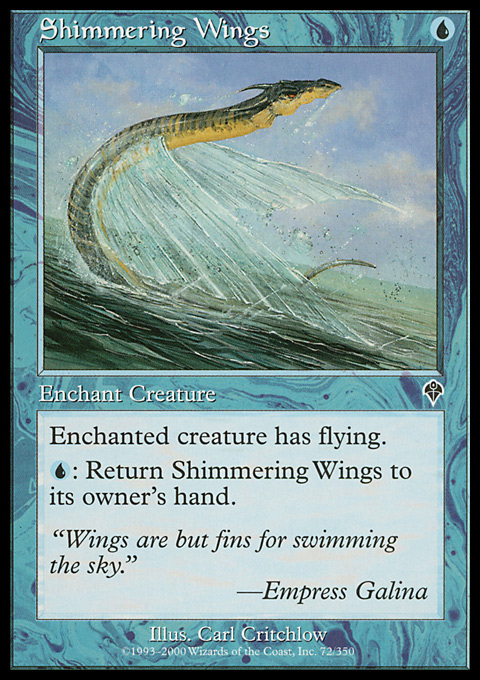 Shimmering Wings
Enchant Creature
Enchanted creature has flying.
: Return Shimmering Wings to
its owner's hand.
“Wings are but fins for swimming
the sky.”
—Empress Galina
Illus. Carl Critchlow
©1993–2000 Wizards of the Coast, Inc. 72/350